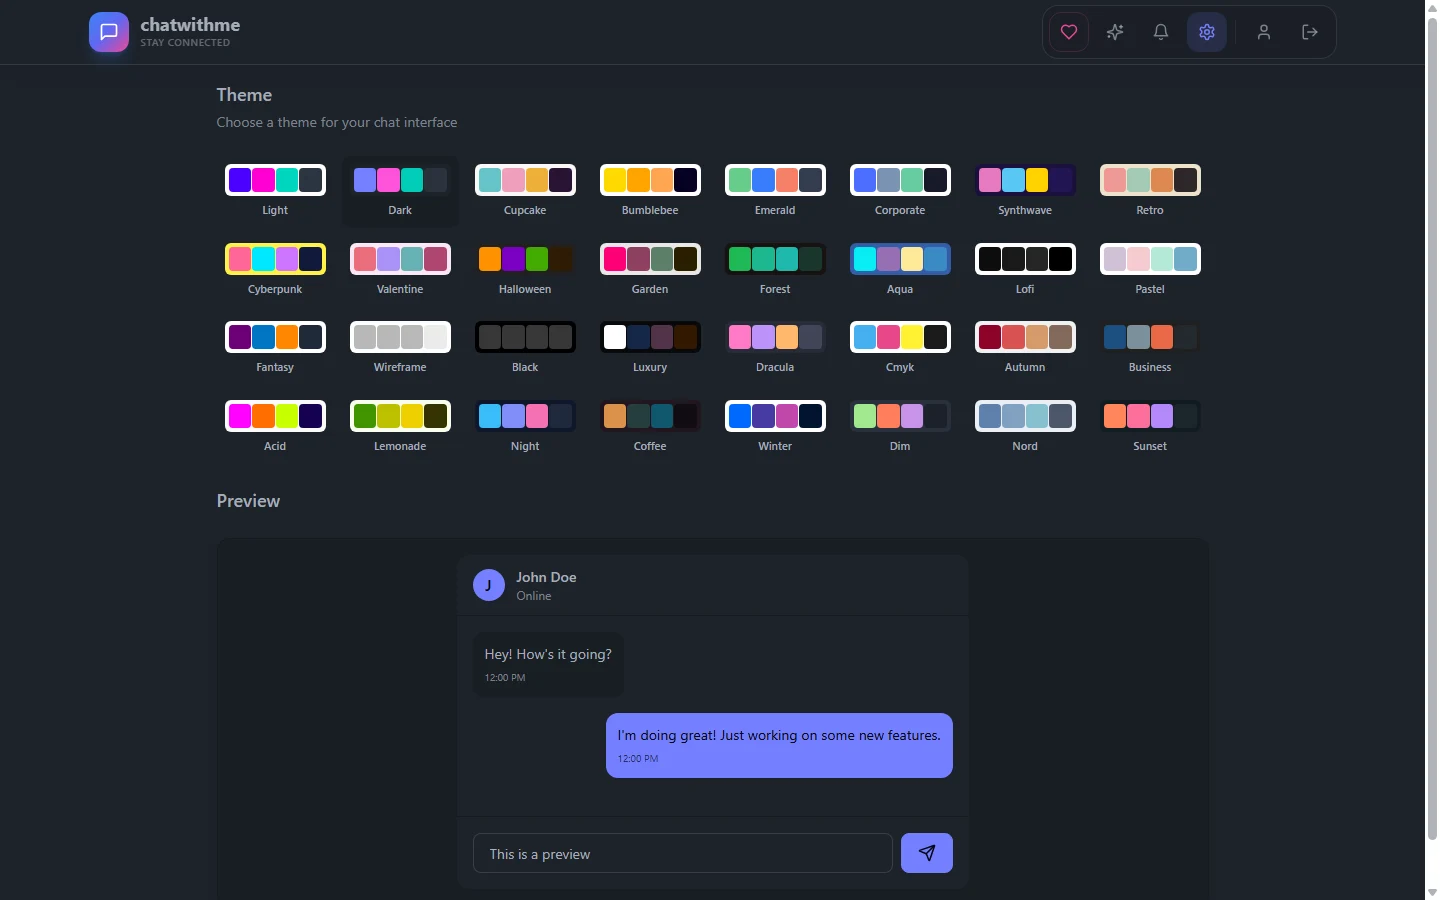 chatwithme
STAY CONNECTED
Theme
Choose a theme for your chat interface
Light
Dark
Cupcake
Bumblebee
Emerald
Corporate
Synthwave
Retro
Cyberpunk
Valentine
Halloween
Garden
Forest
Aqua
Lofi
Pastel
Fantasy
Wireframe
Black
Luxury
Dracula
Cmyk
Autumn
Business
Acid
Lemonade
Night
Coffee
Winter
Dim
Nord
Sunset
Preview
J
John Doe
Online
Hey! How's it going?
12:00 PM
I'm doing great! Just working on some new features.
12:00 PM
This is a preview